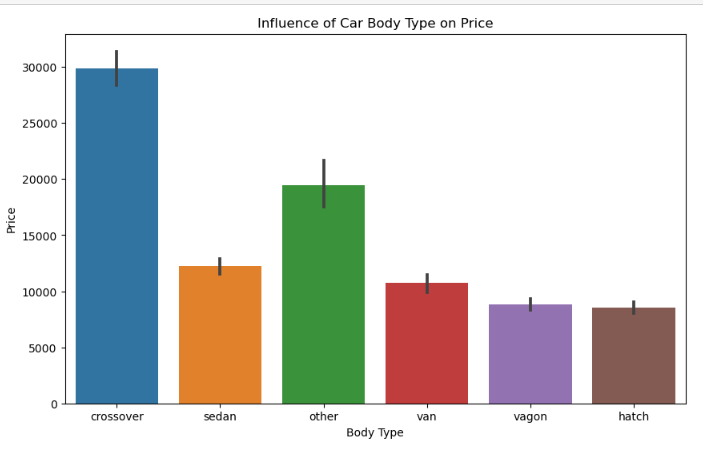 Influence of Car Body Type on Price
30000
25000
20000
15000
10000
5000
0
Price
crossover sedan other van vagon hatch
Body Type